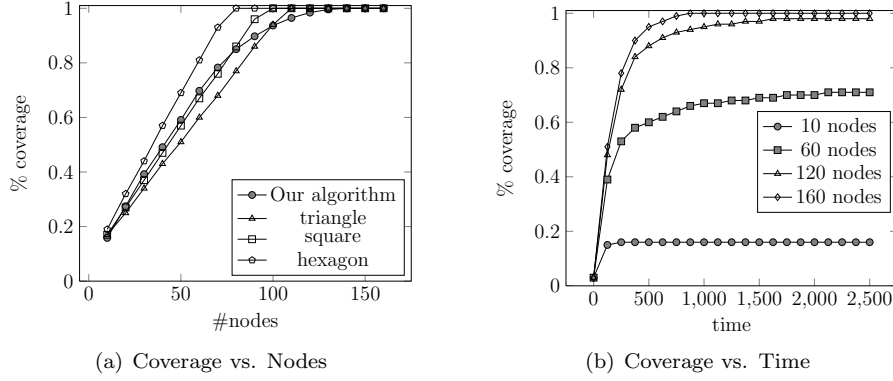 1
0.8
0.6
0.4
0.2
0
% coverage
0
50
100
150
#nodes
Our algorithm
triangle
square
hexagon
(a) Coverage vs. Nodes
1
0.8
0.6
0.4
0.2
0
% coverage
0
500
1,000
1,500
2,000
2,500
time
10 nodes
60 nodes
120 nodes
160 nodes
(b) Coverage vs. Time